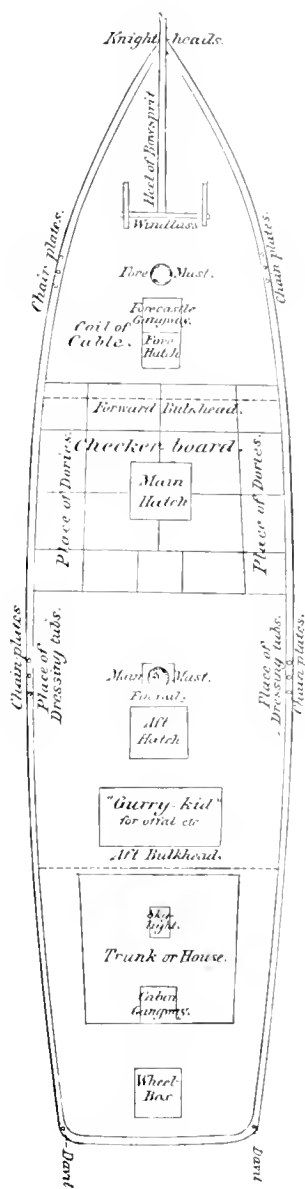 Knight-heads.
Heel of Bowsprit
Windlass
Chain plates.
Chain plates.
Fore Mast.
Forecastle
Gangway.
Coil of
Cable.
Fore
Hatch
Forward Bulkhead.
Checker-board.
Place of Dories.
Main
Hatch
Place of Dories.
Chain plates
Place of
Dressing tubs.
Place of
Dressing tubs.
Chain plates.
Main Mast.
Aft
Hatch
"Gurry-kid"
for offal etc
Aft Bulkhead.
Sky-
light.
Trunk or House.
Cabin
Gangway.
Wheel-
Box
Davit
Davit